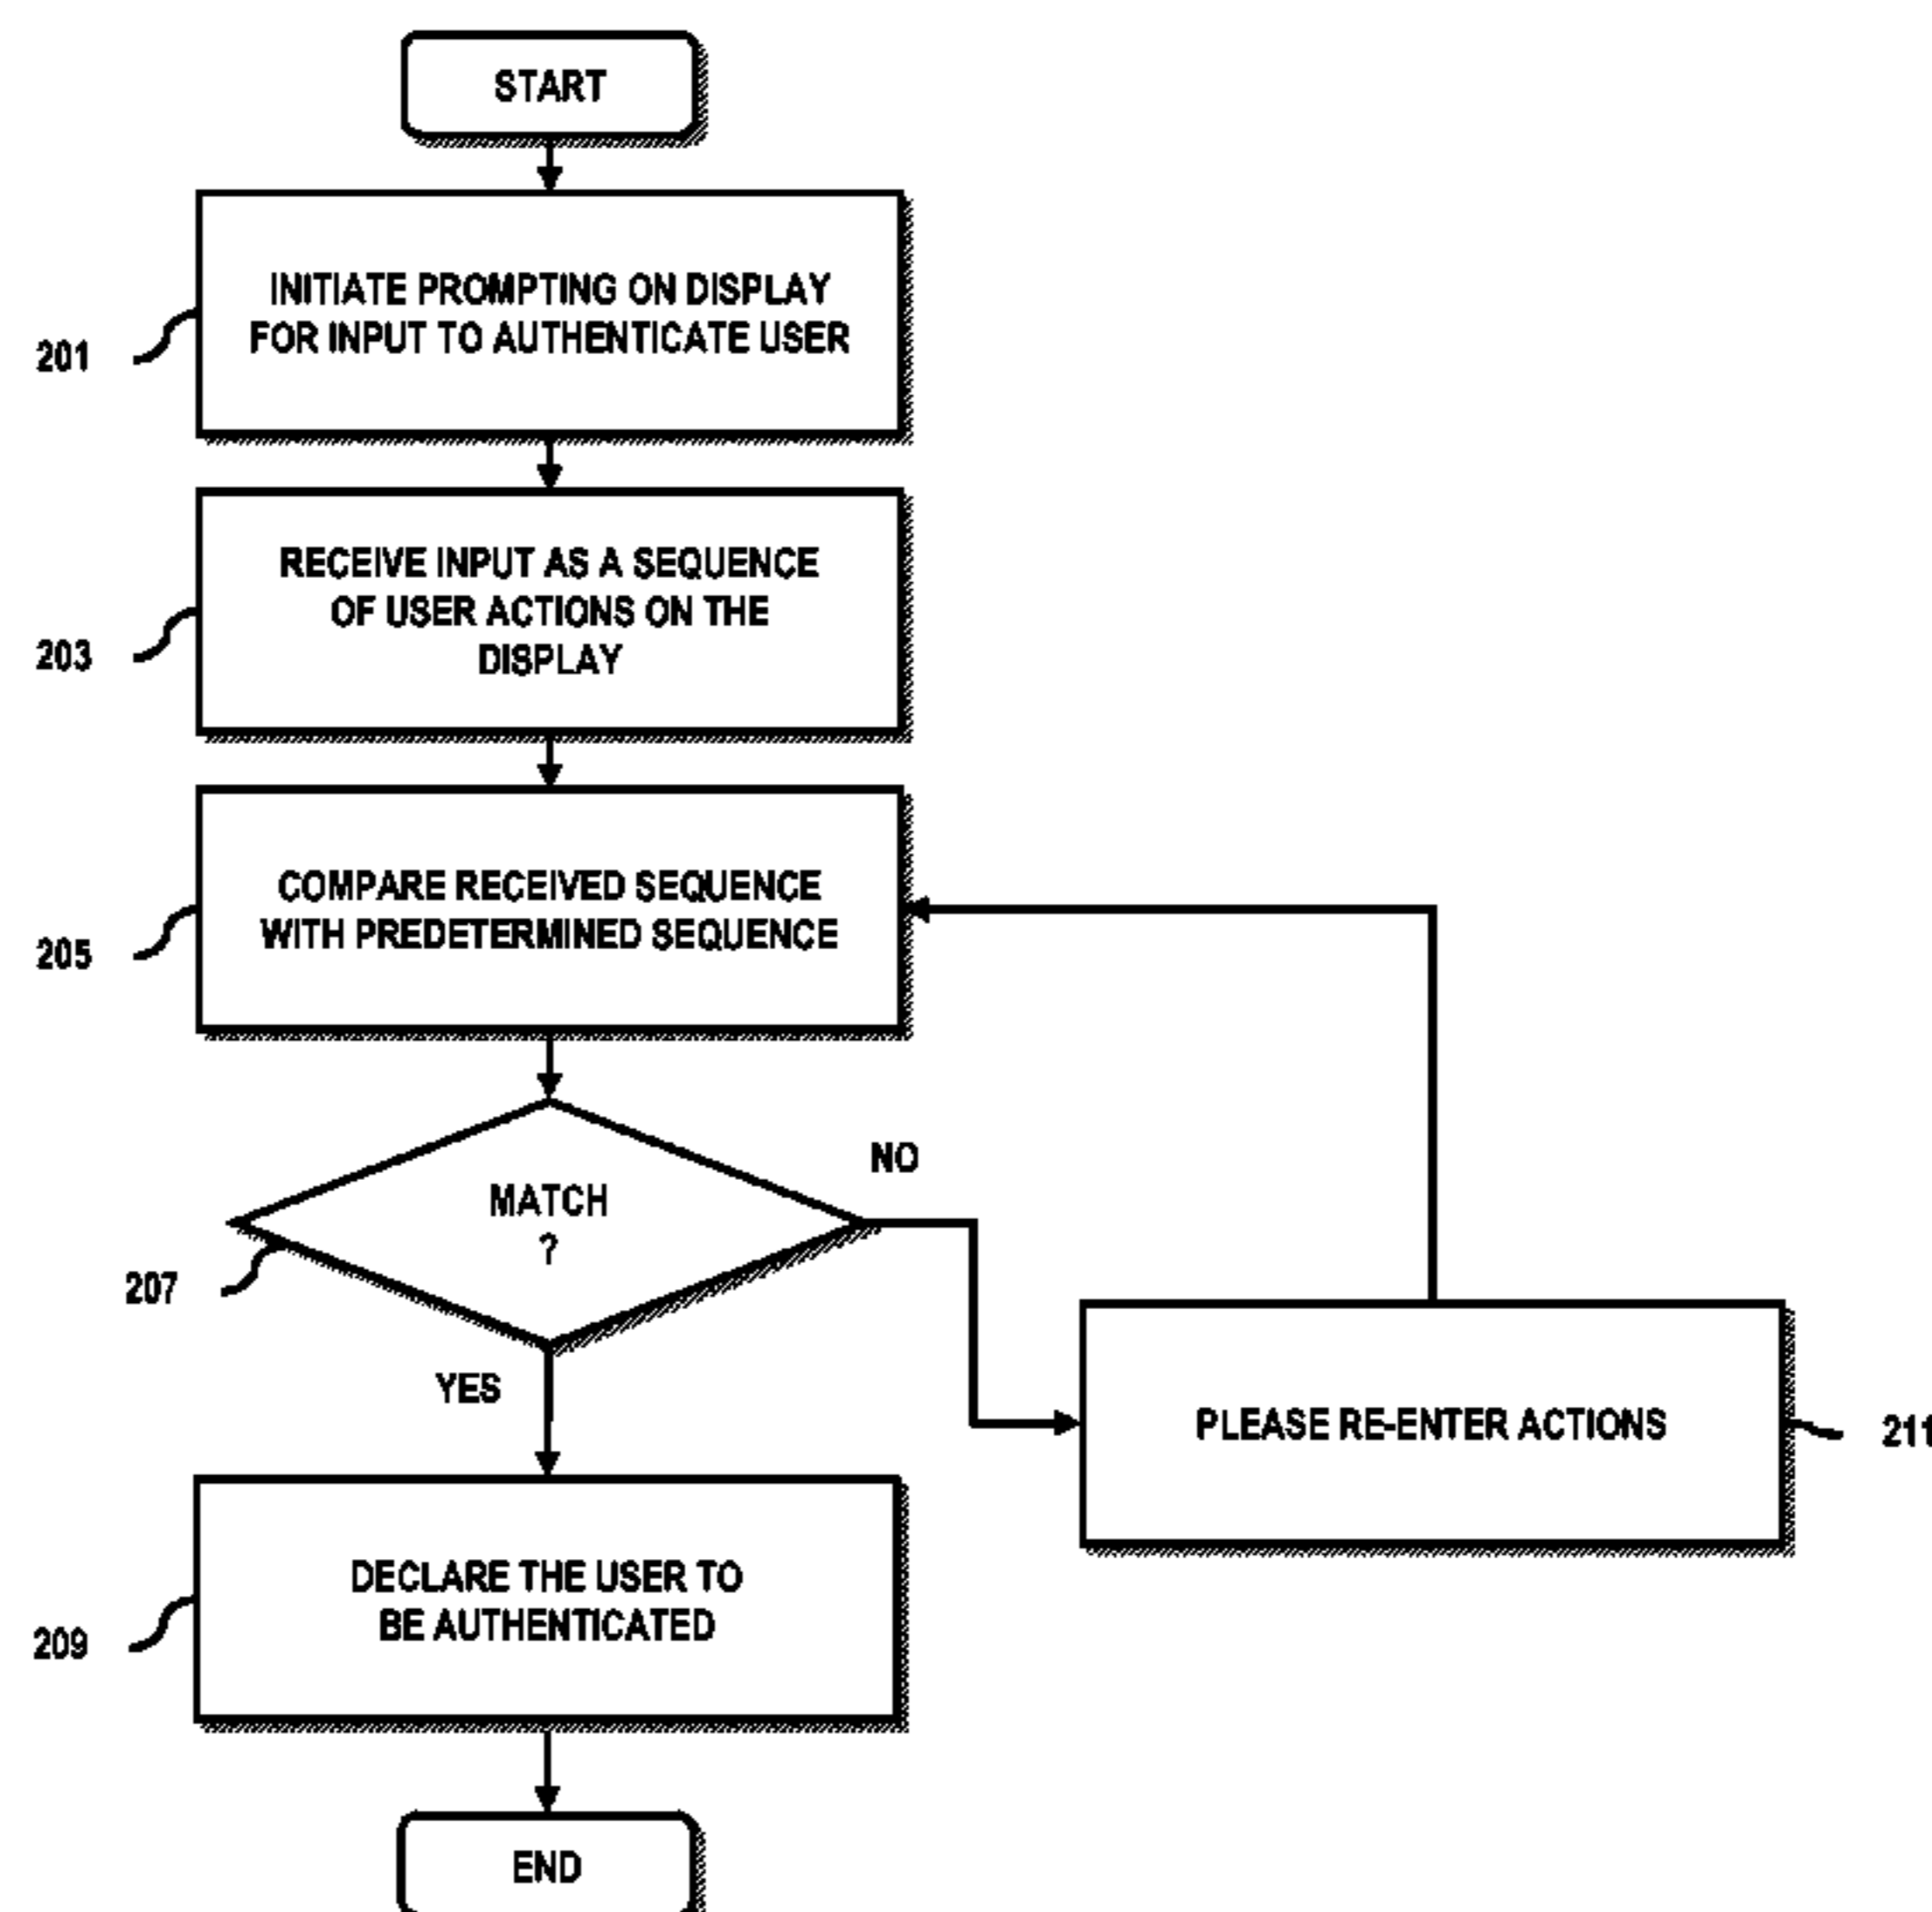 START
INITIATE PROMPTING ON DISPLAY
FOR INPUT TO AUTHENTICATE USER
201
RECEIVE INPUT AS A SEQUENCE
OF USER ACTIONS ON THE
DISPLAY
203
COMPARE RECEIVED SEQUENCE
WITH PREDETERMINED SEQUENCE
205
NO
MATCH
?
207
YES
PLEASE RE-ENTER ACTIONS
211
DECLARE THE USER TO
BE AUTHENTICATED
209
END